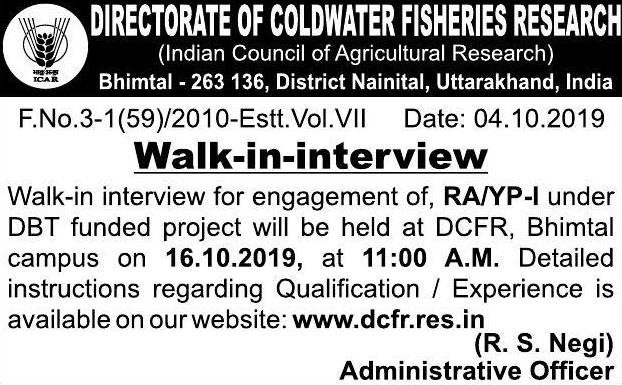 DIRECTORATE OF COLDWATER FISHERIES RESEARCH
(Indian Council of Agricultural Research)
Bhimtal - 263 136, District Nainital, Uttarakhand, India
भाकृअनुप
ICAR
F.No.3-1(59)/2010-Estt.Vol.VII Date: 04.10.2019
Walk-in-interview
Walk-in interview for engagement of, RA/YP-I under
DBT funded project will be held at DCFR, Bhimtal
campus on 16.10.2019, at 11:00 A.M. Detailed
instructions regarding Qualification / Experience is
available on our website: www.dcfr.res.in
(R. S. Negi)
Administrative Officer